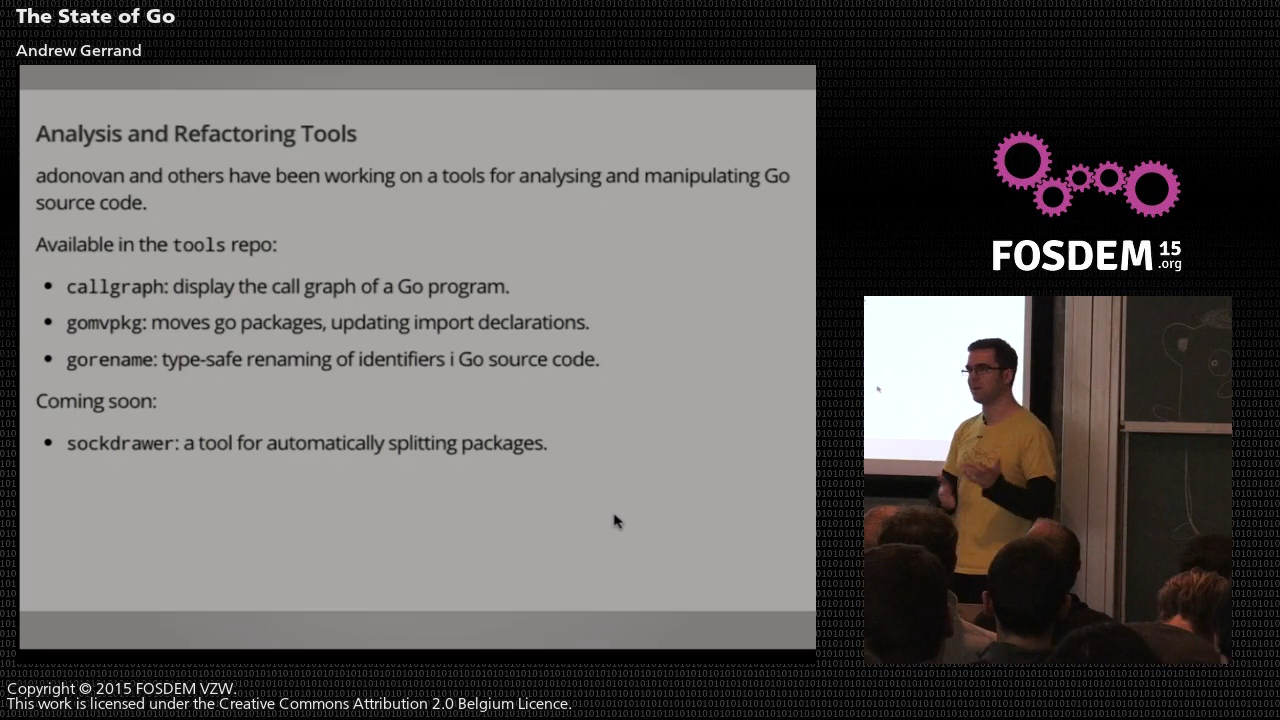 The State of Go
Andrew Gerrand
Analysis and Refactoring Tools
adonovan and others have been working on a tools for analysing and manipulating Go
source code.
Available in the tools repo:
• callgraph: display the call graph of a Go program.
• gomvpkg: moves go packages, updating import declarations.
• gorename: type-safe renaming of identifiers i Go source code.
Coming soon:
• sockdrawer: a tool for automatically splitting packages.
FOSDEM 15
.org
Copyright © 2015 FOSDEM VZW.
This work is licensed under the Creative Commons Attribution 2.0 Belgium Licence.